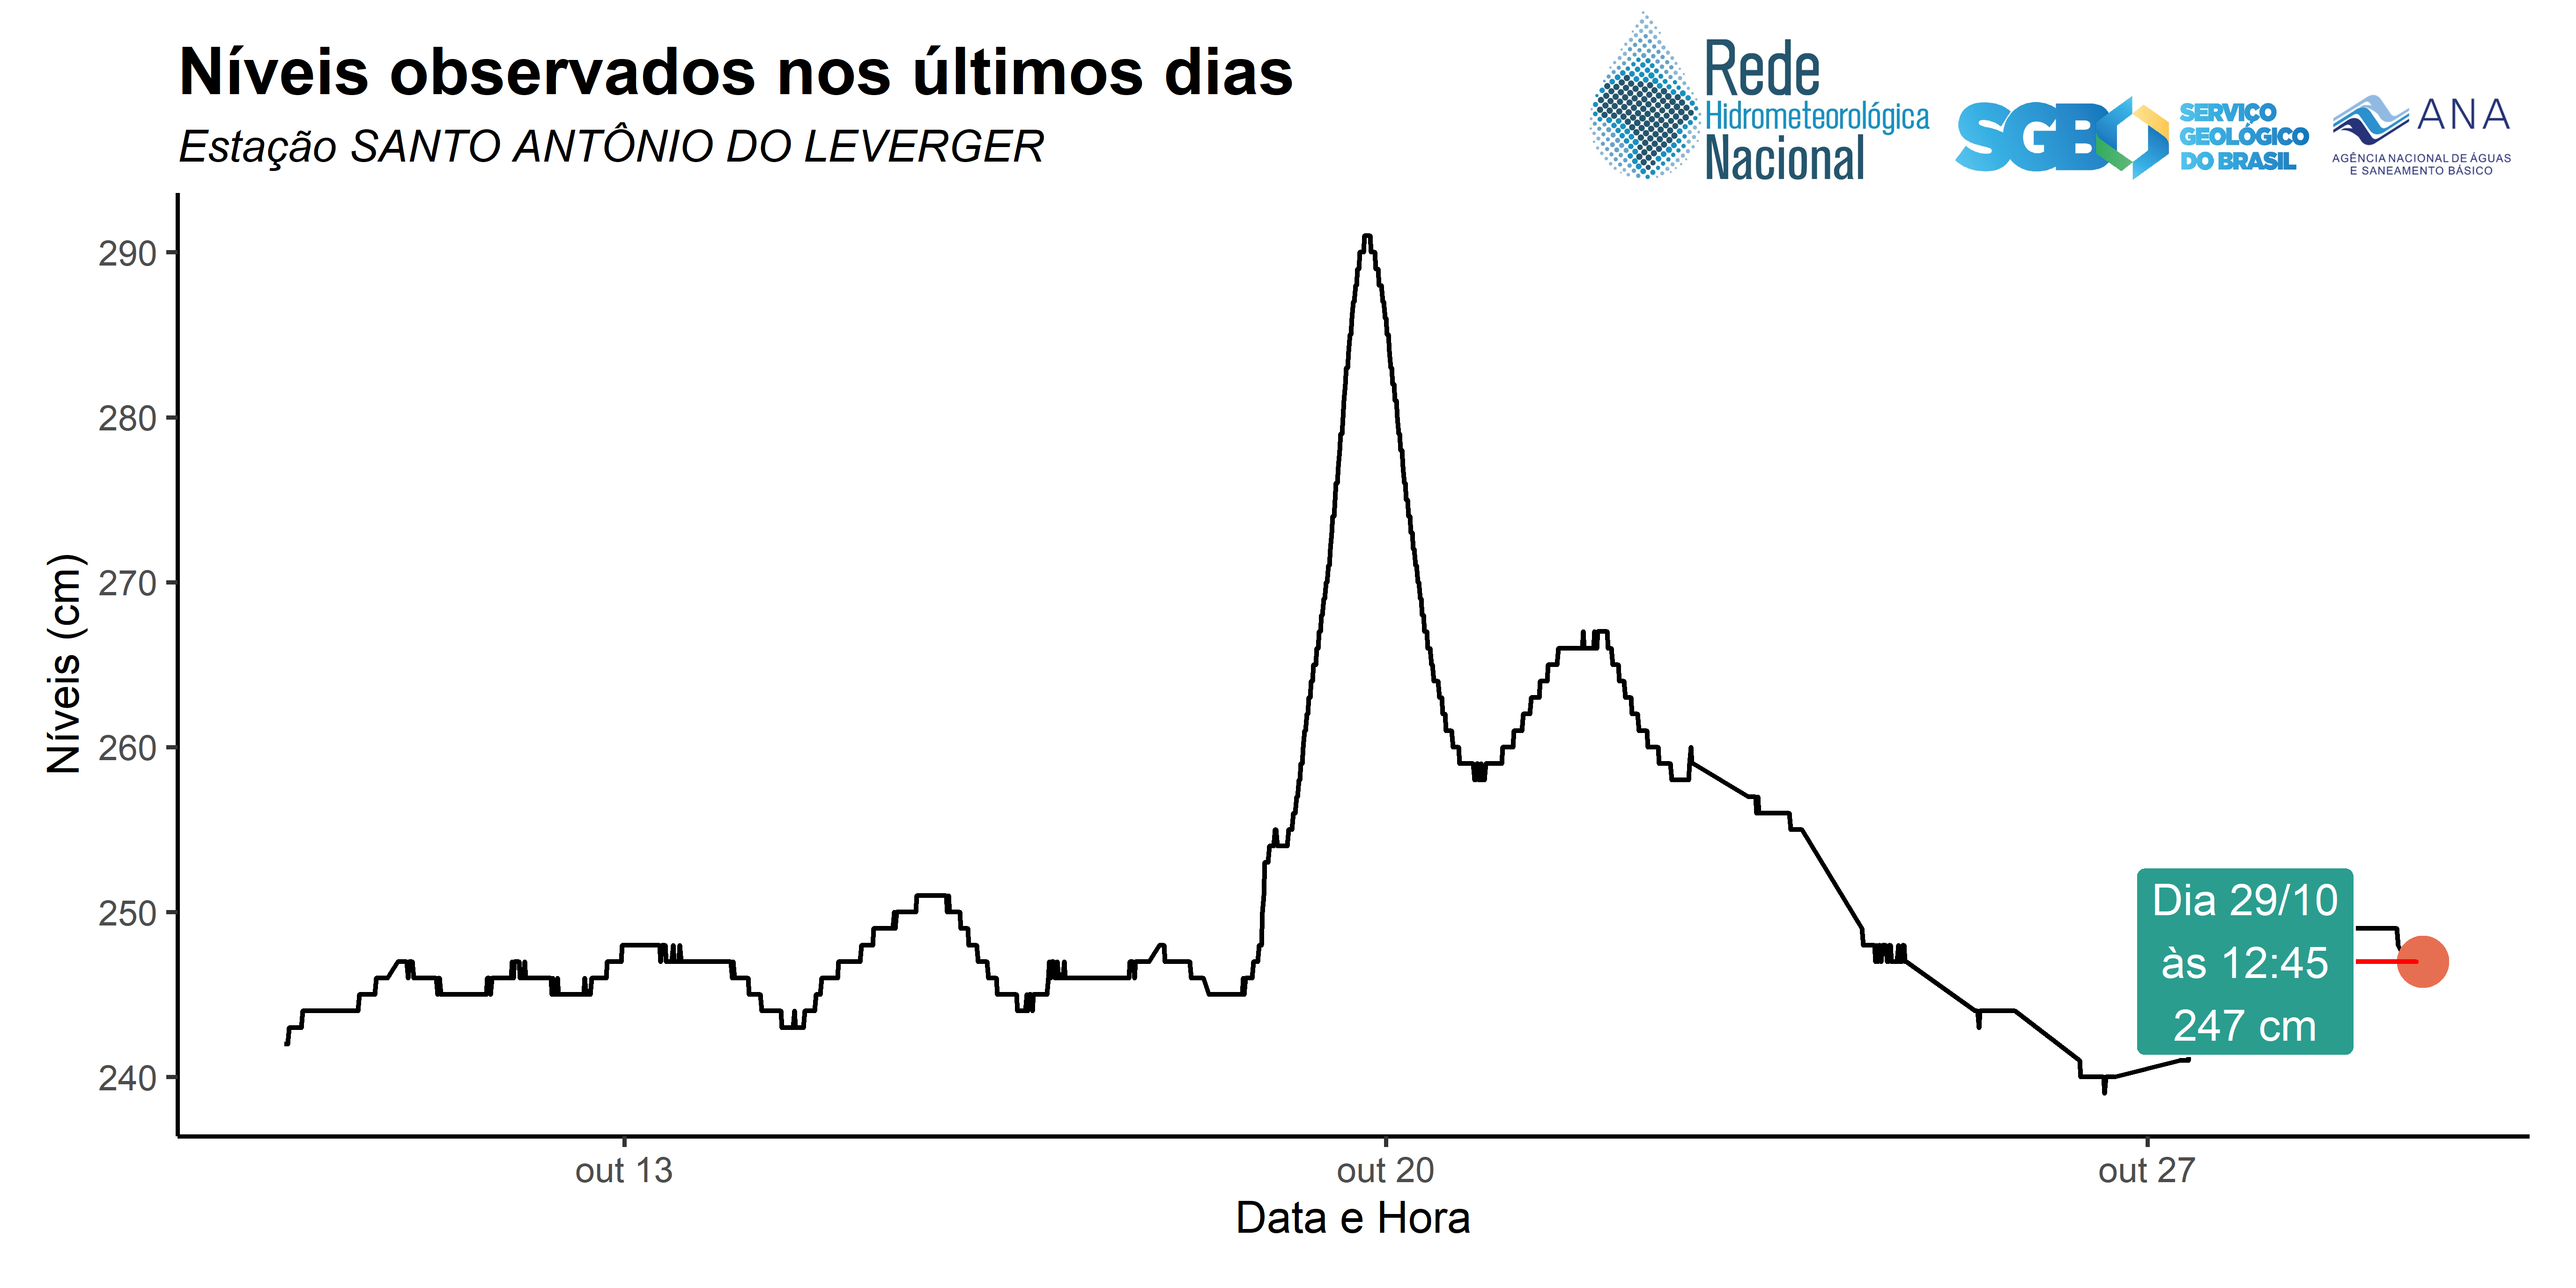 Níveis observados nos últimos dias
Estação SANTO ANTÔNIO DO LEVERGER
Rede
Hidrometeorológica
Nacional
SGB
SERVIÇO
GEOLÓGICO
DO BRASIL
ANA
AGÊNCIA NACIONAL DE ÁGUAS
E SANEAMENTO BÁSICO
Níveis (cm)
290
280
270
260
250
240
Dia 29/10
às 12:45
247 cm
out 13
out 20
out 27
Data e Hora